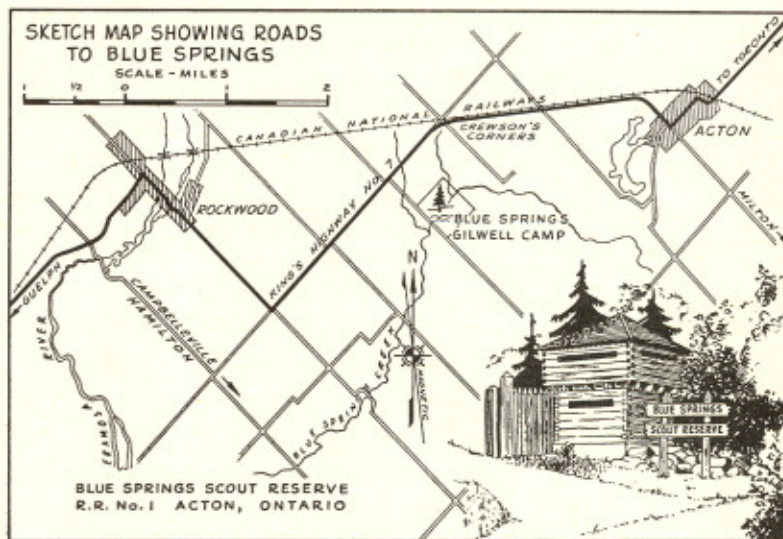 SKETCH MAP SHOWING ROADS
TO BLUE SPRINGS
SCALE - MILES
1 1/2 0 1 2
TO TORONTO
CANADIAN NATIONAL RAILWAYS
CREWSON'S
CORNERS
ACTON
MILTON
ROCKWOOD
KING'S HIGHWAY No. 7
BLUE SPRINGS
GILWELL CAMP
GUELPH
CAMPBELLVILLE
HAMILTON
N
MAGNETIC
ERAMOSA RIVER
BLUE SPRING CREEK
BLUE SPRINGS
SCOUT RESERVE
BLUE SPRINGS SCOUT RESERVE
R.R. No. 1 ACTON, ONTARIO